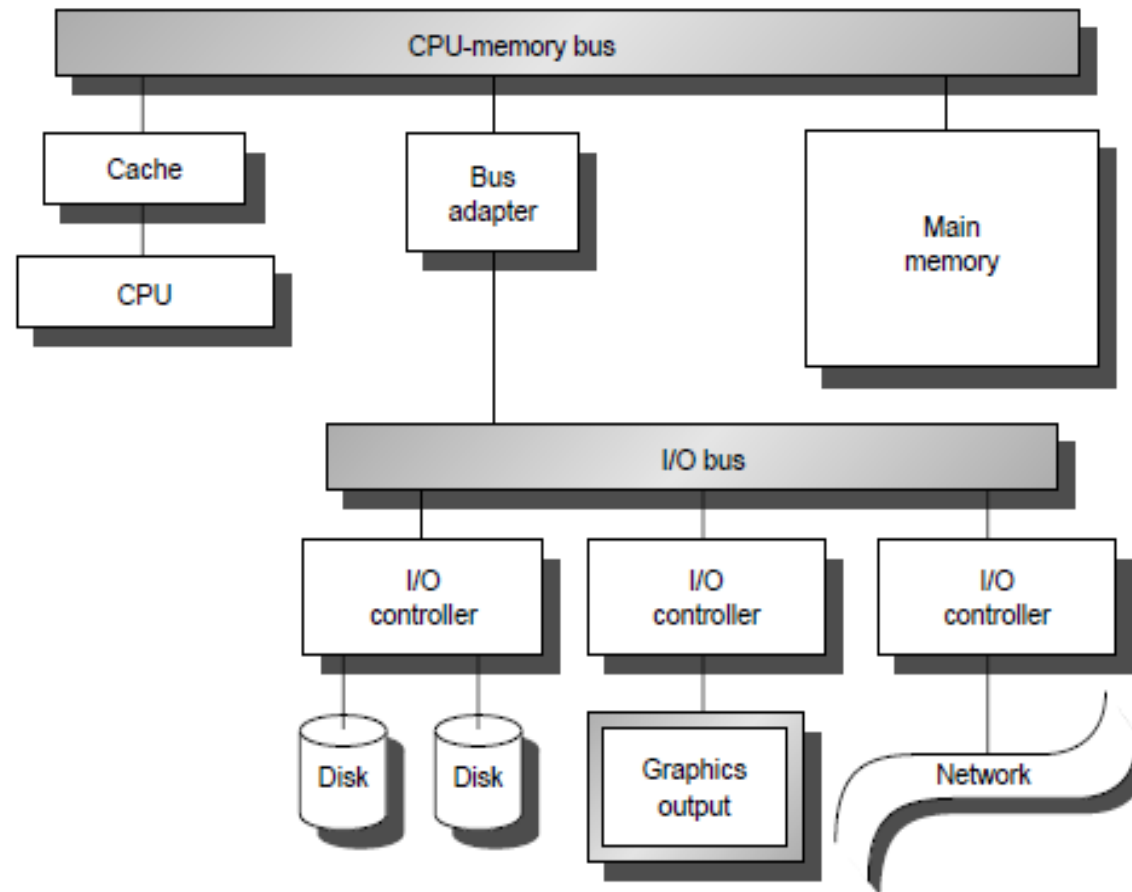 CPU-memory bus
Cache
Bus
adapter
Main
memory
CPU
I/O bus
I/O
controller
I/O
controller
I/O
controller
Disk
Disk
Graphics
output
Network